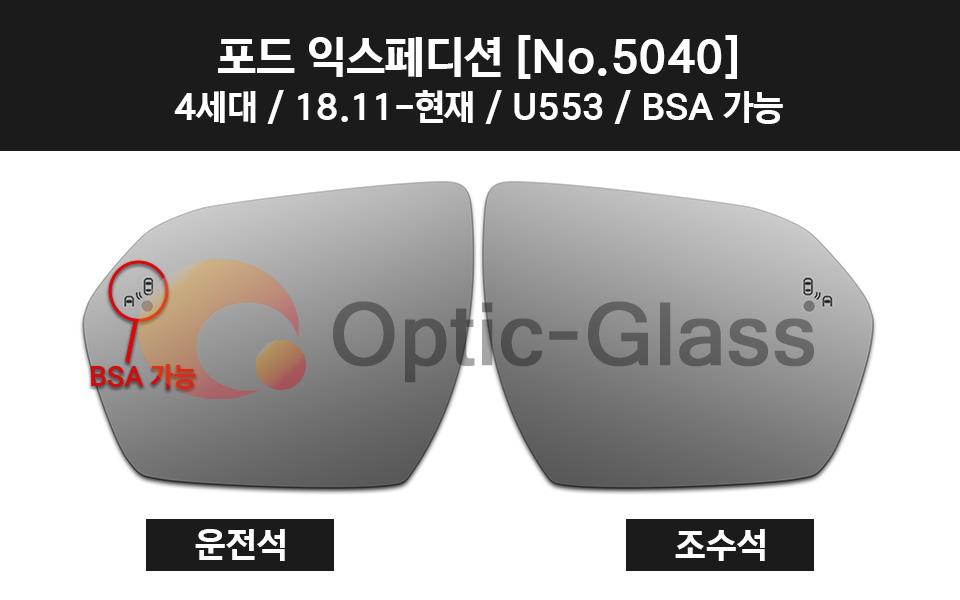 포드 익스페디션 [No.5040]
4세대 / 18.11-현재 / U553 / BSA 가능
Optic-Glass
BSA 가능
운전석
조수석